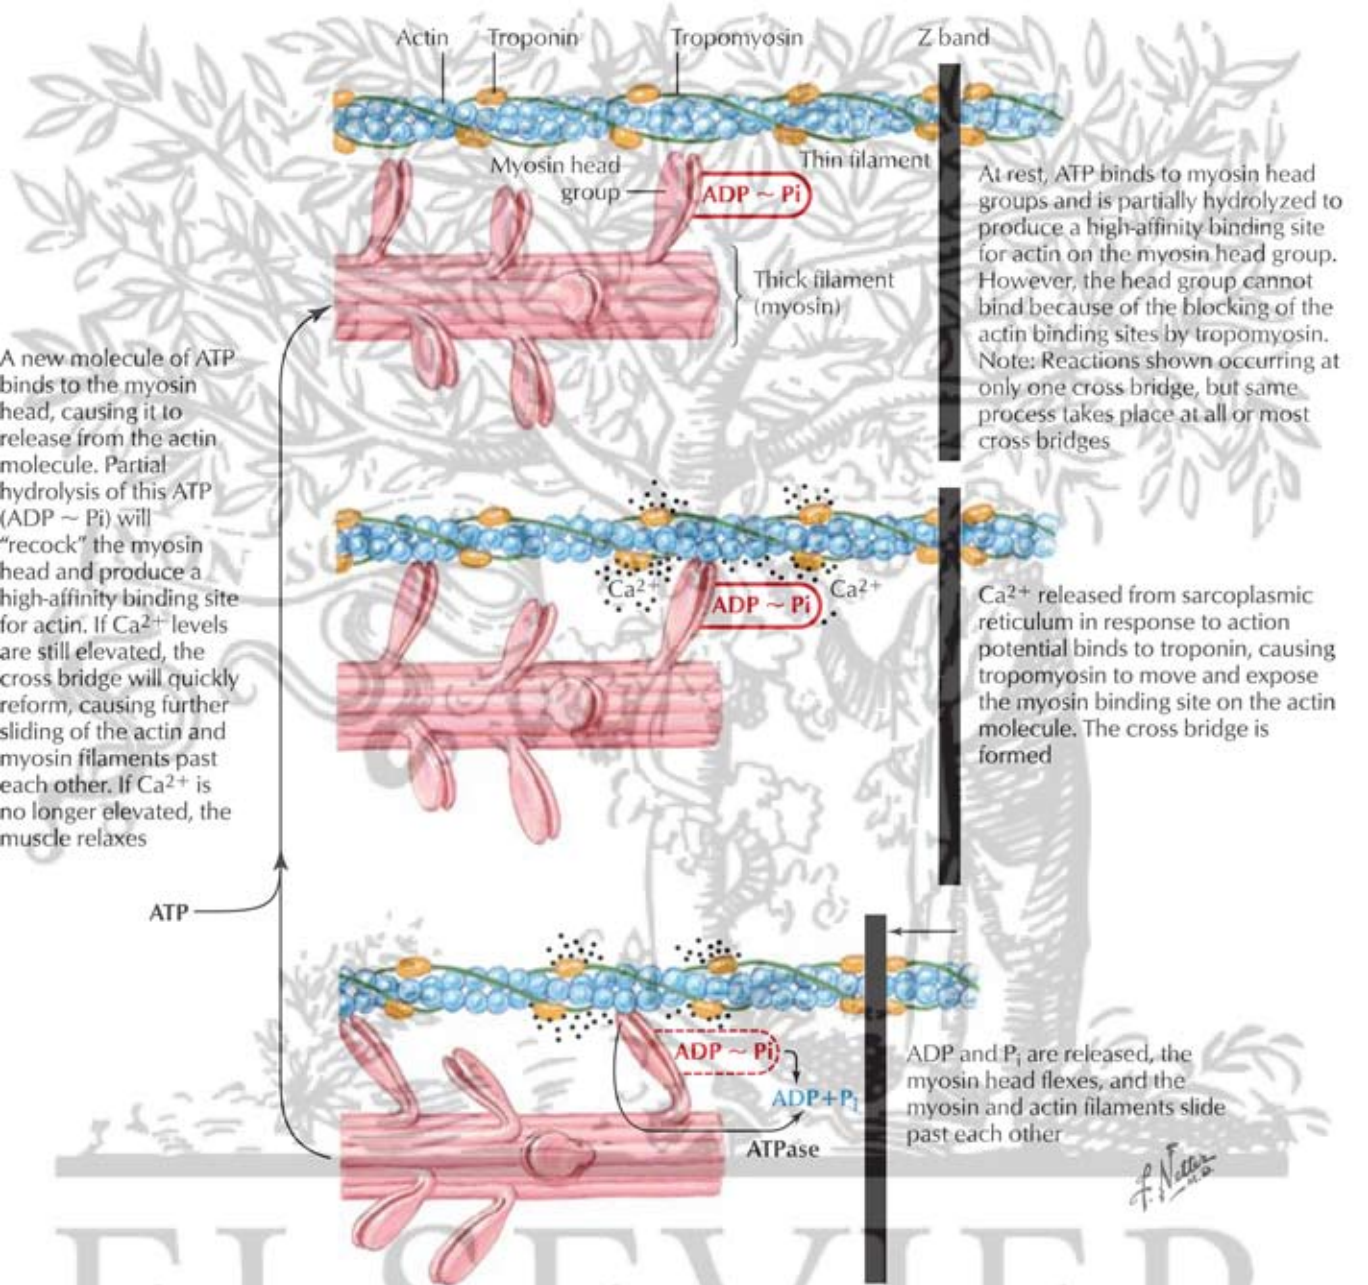 Actin
Troponin
Tropomyosin
Z band
Myosin head
group
ADP ~ Pi
Thin filament
Thick filament
(myosin)
At rest, ATP binds to myosin head
groups and is partially hydrolyzed to
produce a high-affinity binding site
for actin on the myosin head group.
However, the head group cannot
bind because of the blocking of the
actin binding sites by tropomyosin.
Note: Reactions shown occurring at
only one cross bridge, but same
process takes place at all or most
cross bridges
A new molecule of ATP
binds to the myosin
head, causing it to
release from the actin
molecule. Partial
hydrolysis of this ATP
(ADP ~ Pi) will
“recock” the myosin
head and produce a
high-affinity binding site
for actin. If Ca²⁺ levels
are still elevated, the
cross bridge will quickly
reform, causing further
sliding of the actin and
myosin filaments past
each other. If Ca²⁺ is
no longer elevated, the
muscle relaxes
ATP
Ca²⁺
ADP ~ Pi
Ca²⁺
Ca²⁺ released from sarcoplasmic
reticulum in response to action
potential binds to troponin, causing
tropomyosin to move and expose
the myosin binding site on the actin
molecule. The cross bridge is
formed
ADP ~ Pi
ADP+Pᵢ
ATPase
ADP and Pᵢ are released, the
myosin head flexes, and the
myosin and actin filaments slide
past each other
F. Netter
M.D.
ELSEVIER